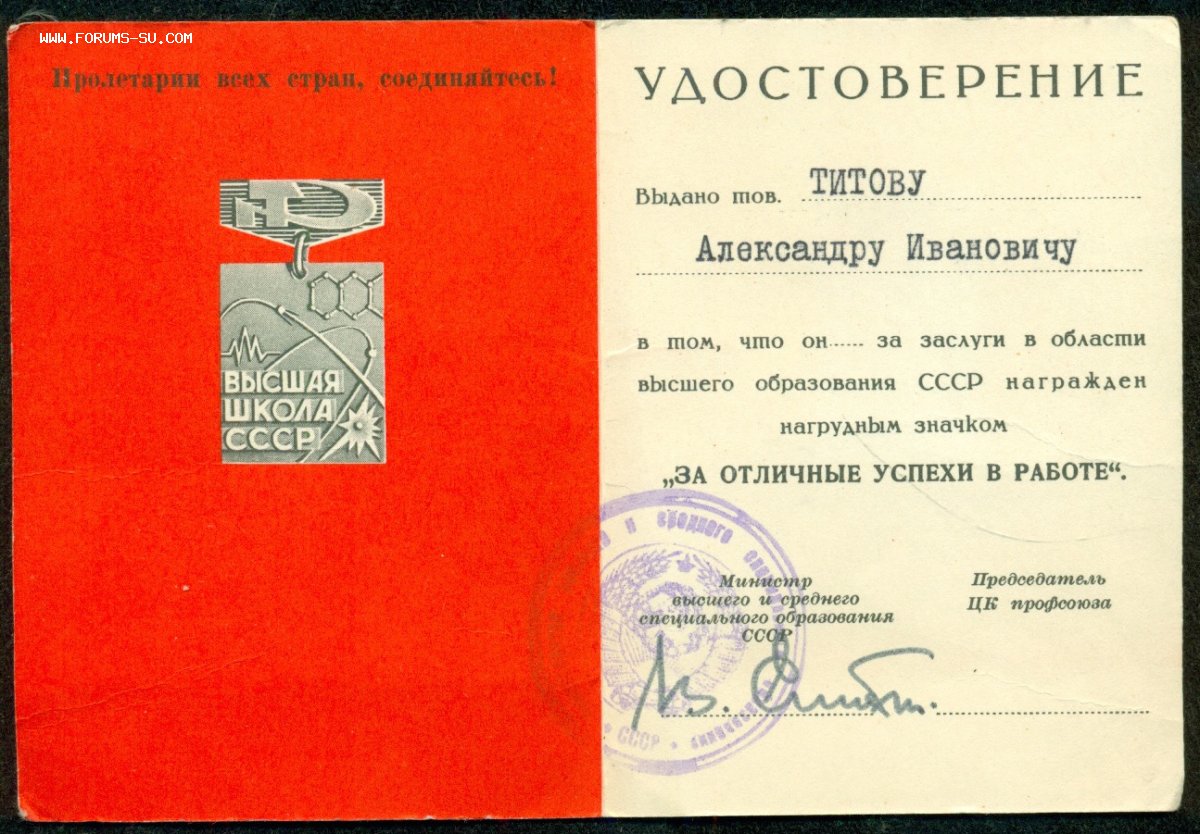 WWW.FORUMS-SU.COM
Пролетарии всех стран, соединяйтесь!
ВЫСШАЯ
ШКОЛА
СССР
УДОСТОВЕРЕНИЕ
Выдано тов. ТИТОВУ
Александру Ивановичу
в том, что он..... за заслуги в области
высшего образования СССР награжден
нагрудным значком
„ЗА ОТЛИЧНЫЕ УСПЕХИ В РАБОТЕ“.
и среднего
СССР
Министр
высшего и среднего
специального образования
СССР
Председатель
ЦК профсоюза